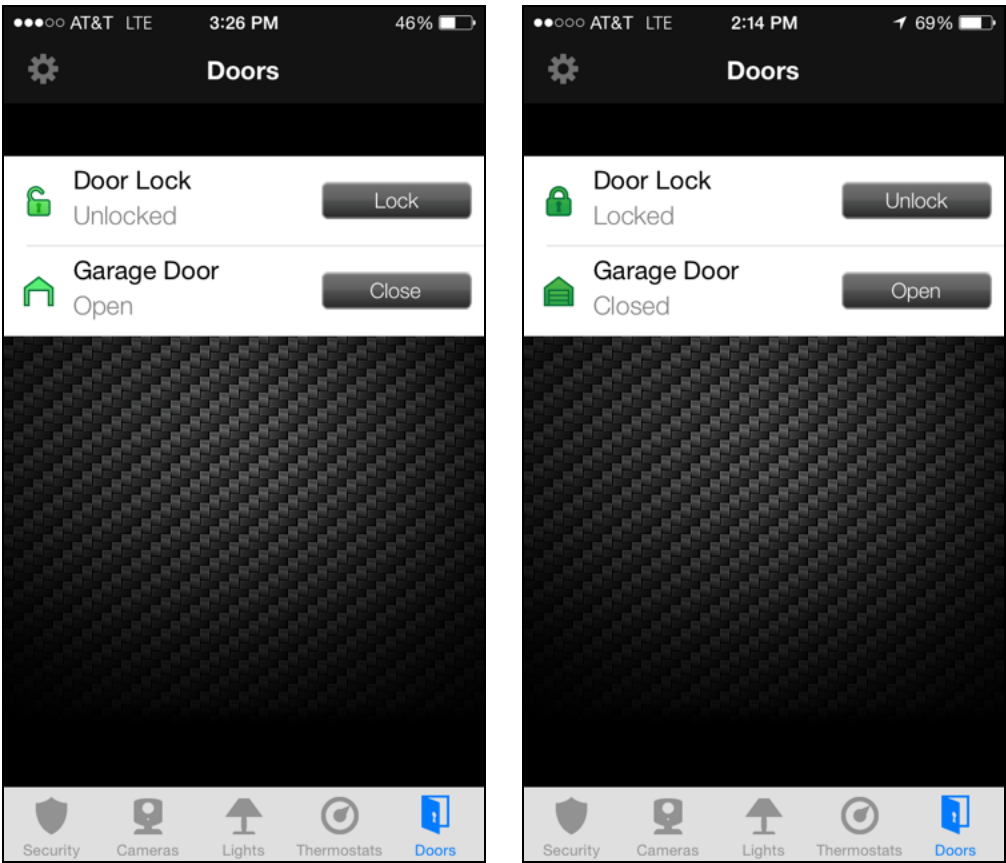 AT&T LTE 3:26 PM 46%
Doors
Door Lock
Unlocked
Lock
Garage Door
Open
Close
Security Cameras Lights Thermostats Doors
AT&T LTE 2:14 PM 69%
Doors
Door Lock
Locked
Unlock
Garage Door
Closed
Open
Security Cameras Lights Thermostats Doors